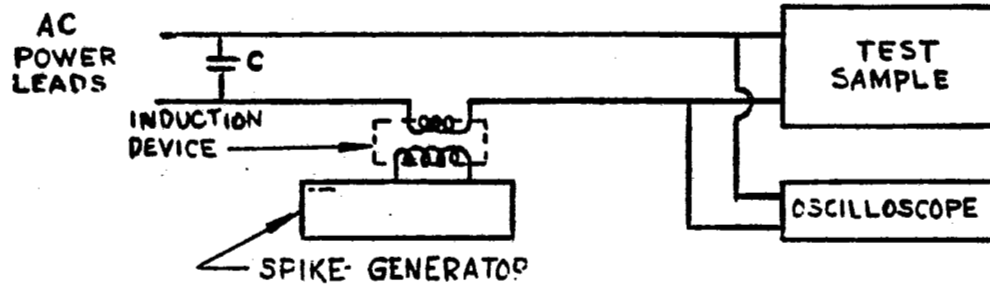 AC
POWER
LEADS
C
TEST
SAMPLE
INDUCTION
DEVICE
OSCILLOSCOPE
SPIKE- GENERATOR